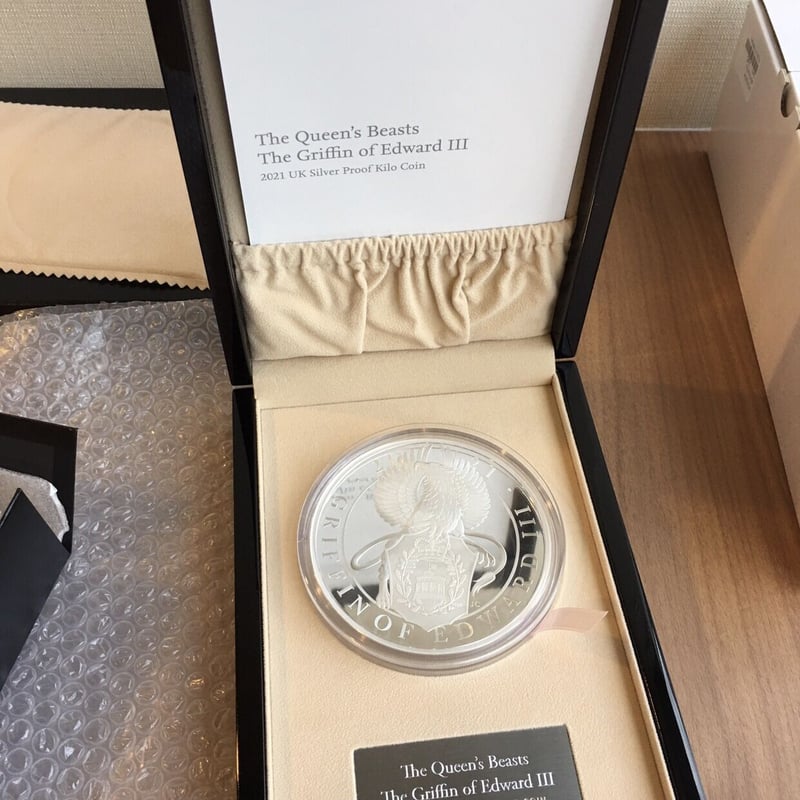 The Queen's Beasts
The Griffin of Edward III
2021 UK Silver Proof Kilo Coin
GRIFFIN OF EDWARD III
JC
The Queen's Beasts
The Griffin of Edward III